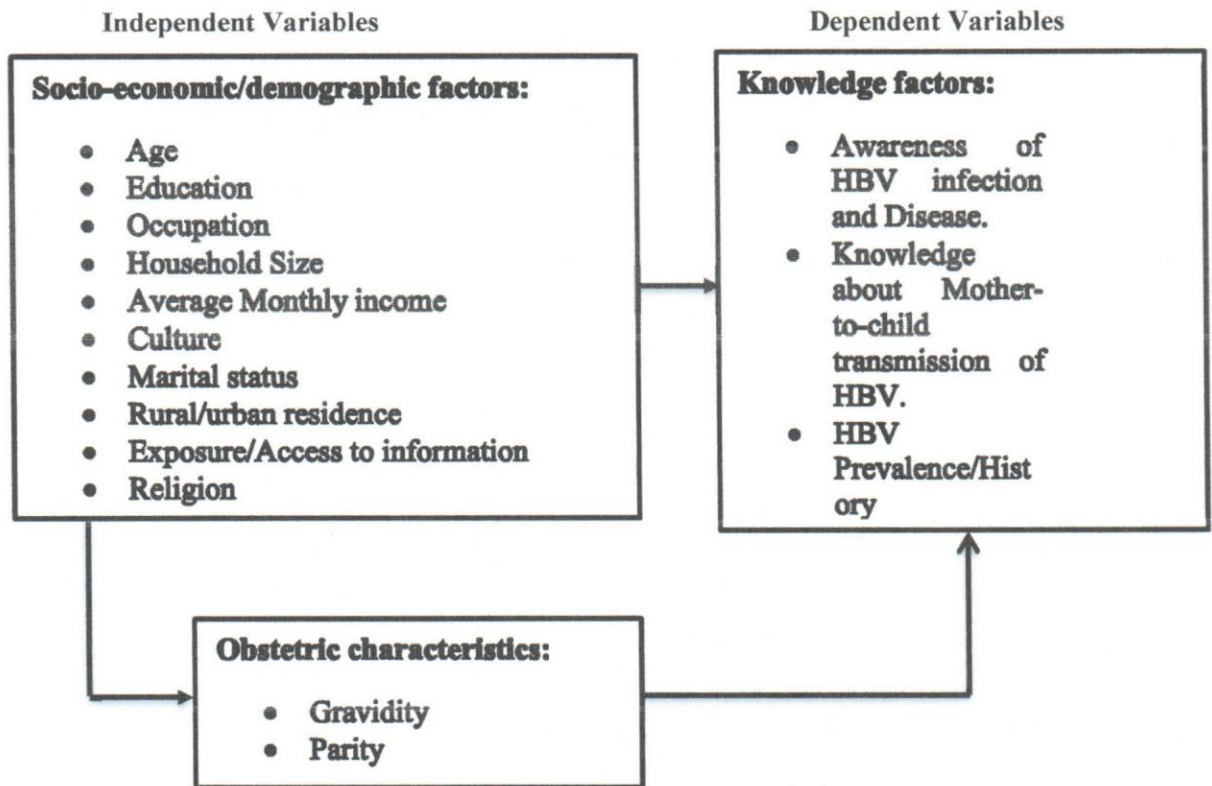 Independent Variables
Dependent Variables
Socio-economic/demographic factors:
• Age
• Education
• Occupation
• Household Size
• Average Monthly income
• Culture
• Marital status
• Rural/urban residence
• Exposure/Access to information
• Religion
Knowledge factors:
• Awareness of
HBV infection
and Disease.
• Knowledge
about Mother-
to-child
transmission of
HBV.
• HBV
Prevalence/Hist
ory
Obstetric characteristics:
• Gravidity
• Parity